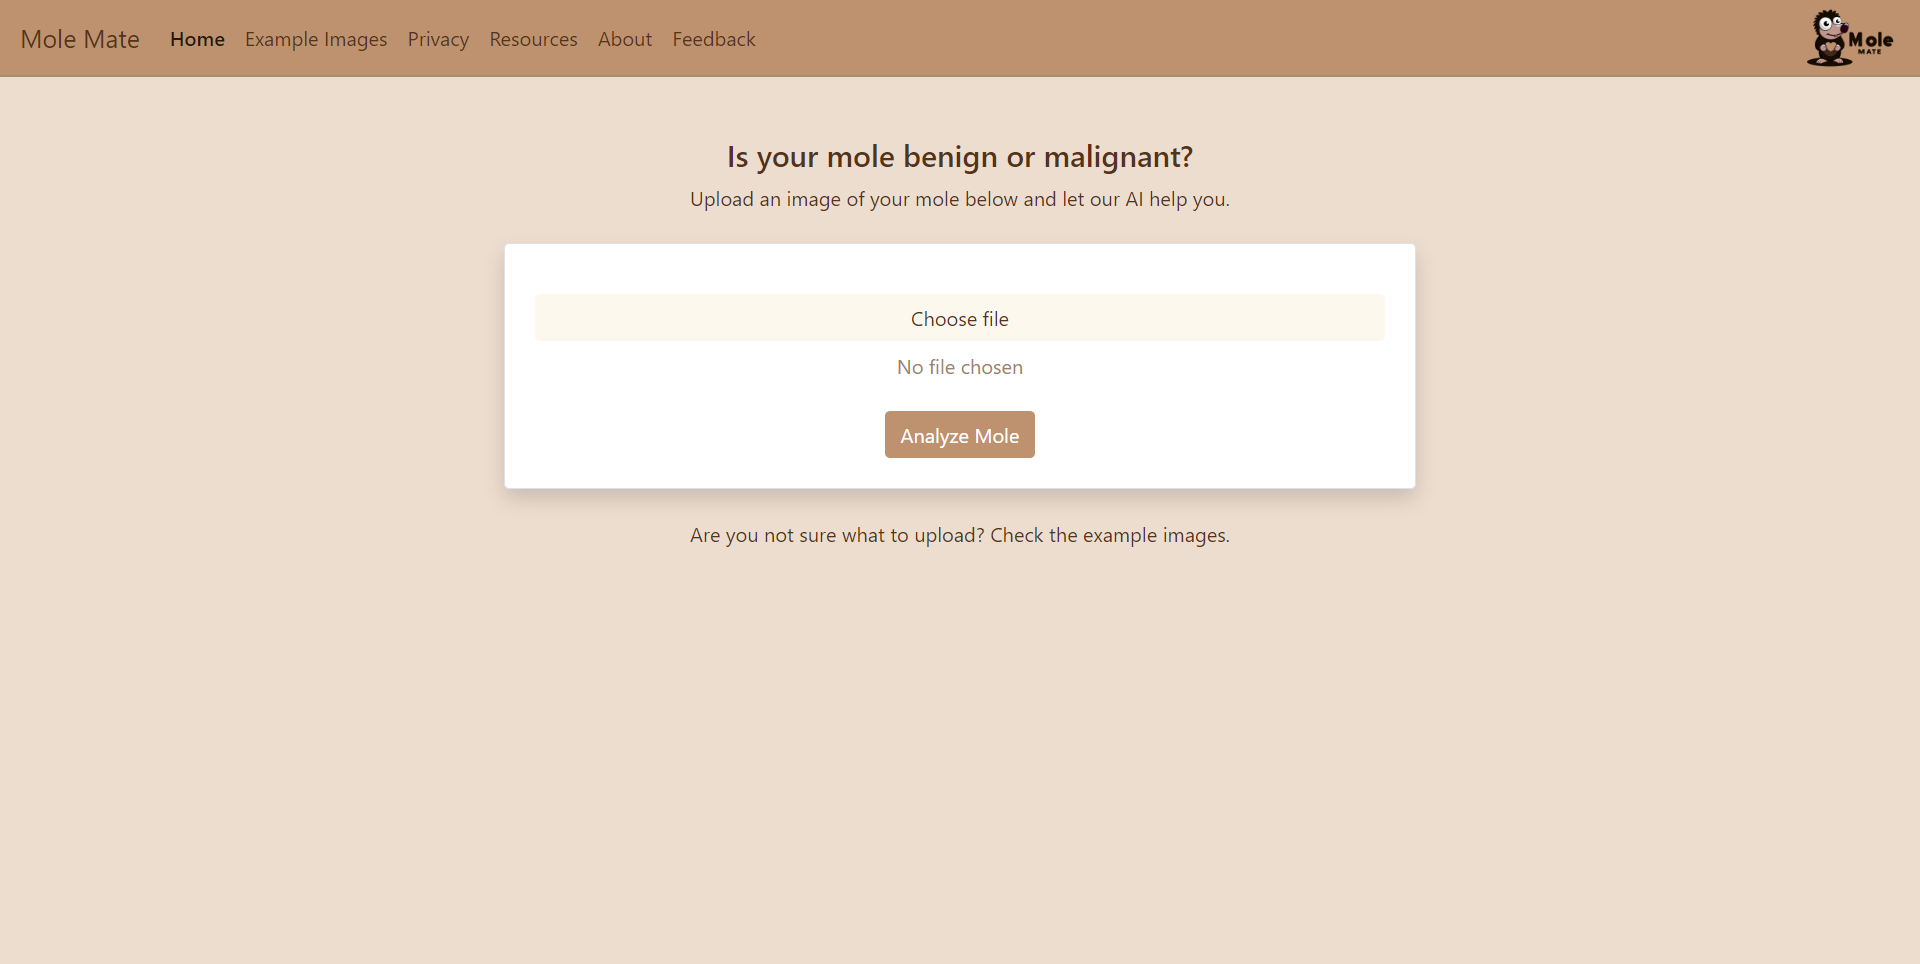 Mole Mate Home Example Images Privacy Resources About Feedback
Mole
MATE
Is your mole benign or malignant?
Upload an image of your mole below and let our AI help you.
Choose file
No file chosen
Analyze Mole
Are you not sure what to upload? Check the example images.